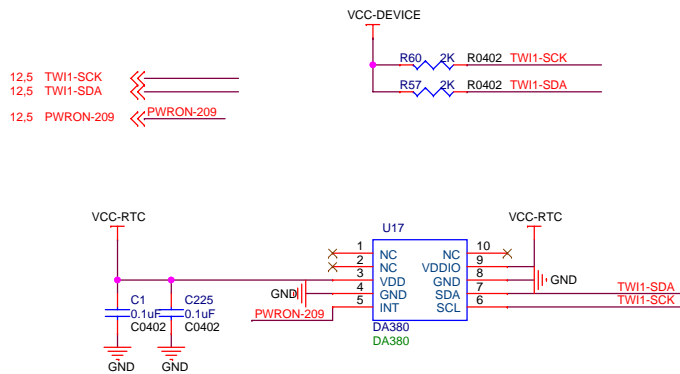 VCC-DEVICE
R60 2K R0402 TWI1-SCK
12,5 TWI1-SCK
12,5 TWI1-SDA
R57 2K R0402 TWI1-SDA
12,5 PWRON-209 PWRON-209
VCC-RTC
U17
VCC-RTC
1 NC NC 10
2 NC VDDIO 9
3 VDD GND 8
GND 4 GND SDA 7 TWI1-SDA
5 INT SCL 6 TWI1-SCK
GND
PWRON-209
C1
0.1uF
C0402
C225
0.1uF
C0402
DA380
DA380
GND
GND